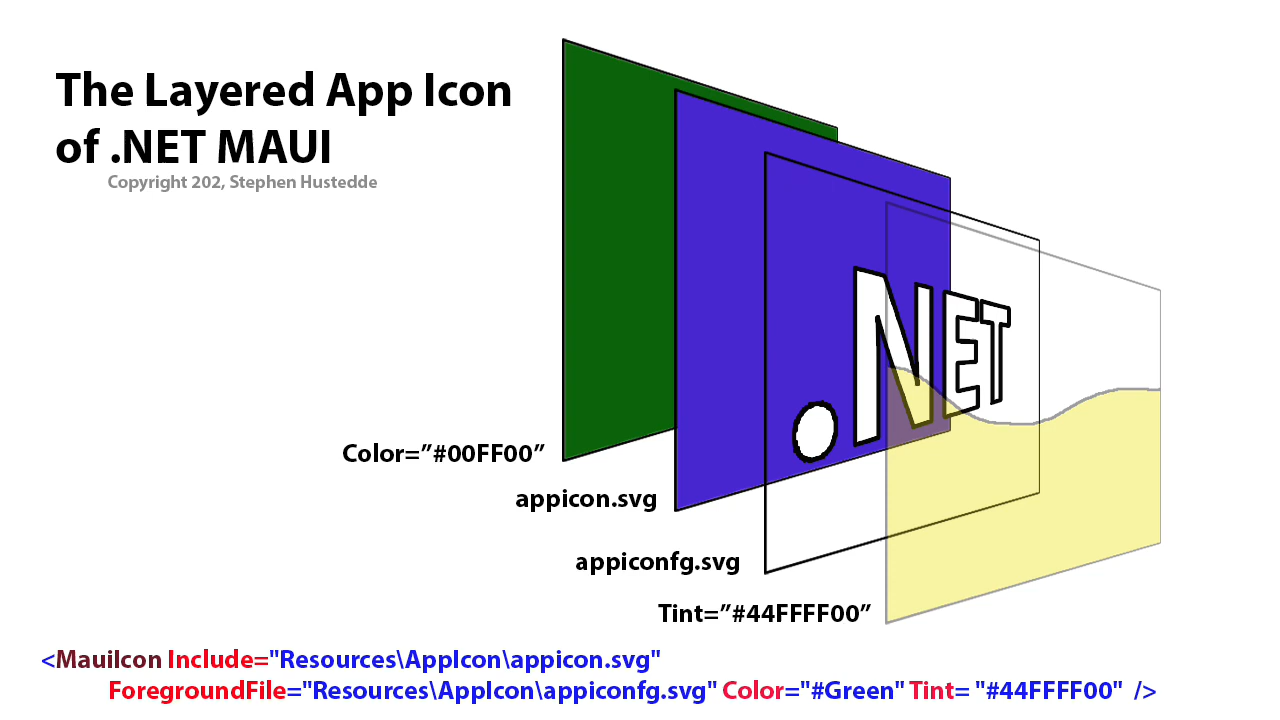 The Layered App Icon
of .NET MAUI
Copyright 202, Stephen Hustedde
.NET
Color=”#00FF00”
appicon.svg
appiconfg.svg
Tint=”#44FFFF00”
<MauiIcon Include="Resources\AppIcon\appicon.svg"
ForegroundFile="Resources\AppIcon\appiconfg.svg" Color="#Green" Tint= "#44FFFF00" />